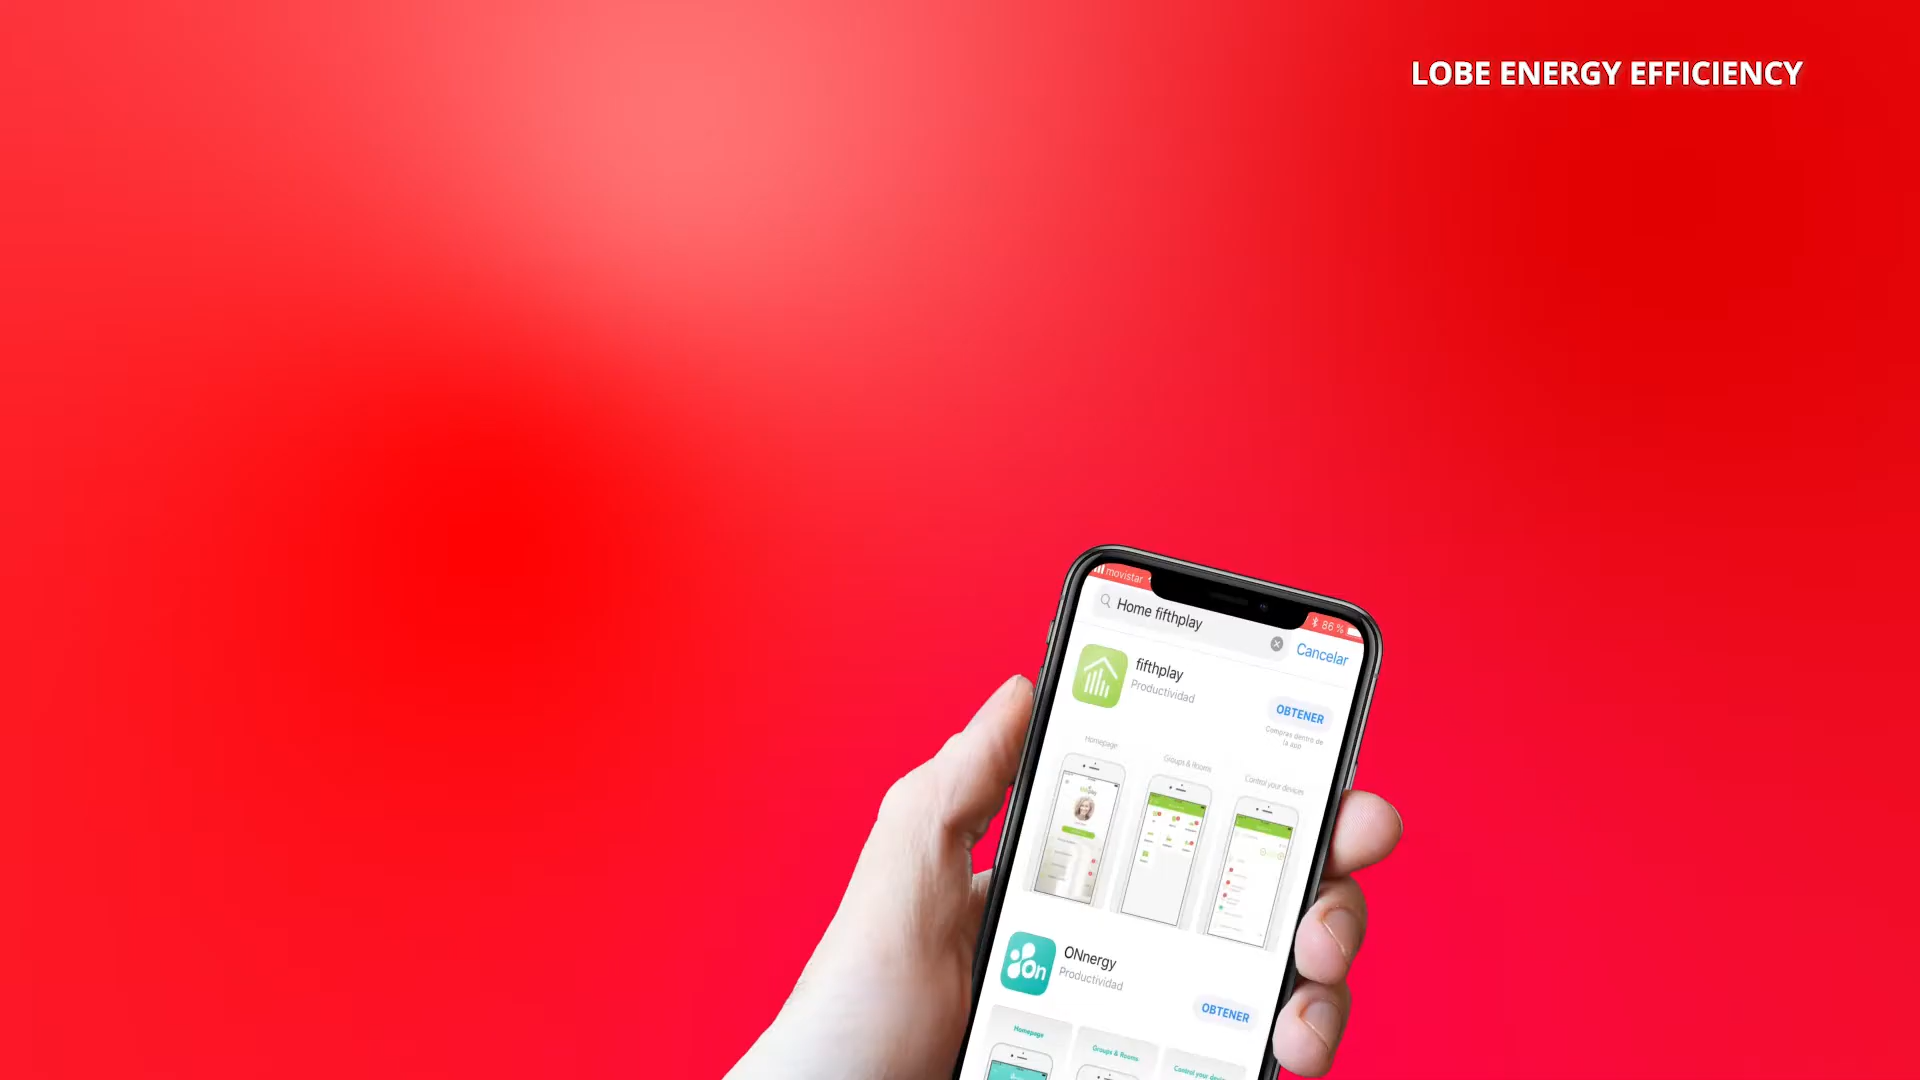 LOBE ENERGY EFFICIENCY
movistar
86 %
Home fifthplay
Cancelar
fifthplay
Productividad
OBTENER
Compras dentro de
la app
Homepage
Groups & Rooms
Control your devices
ONnergy
On
Productividad
OBTENER
Homepage
Groups & Rooms